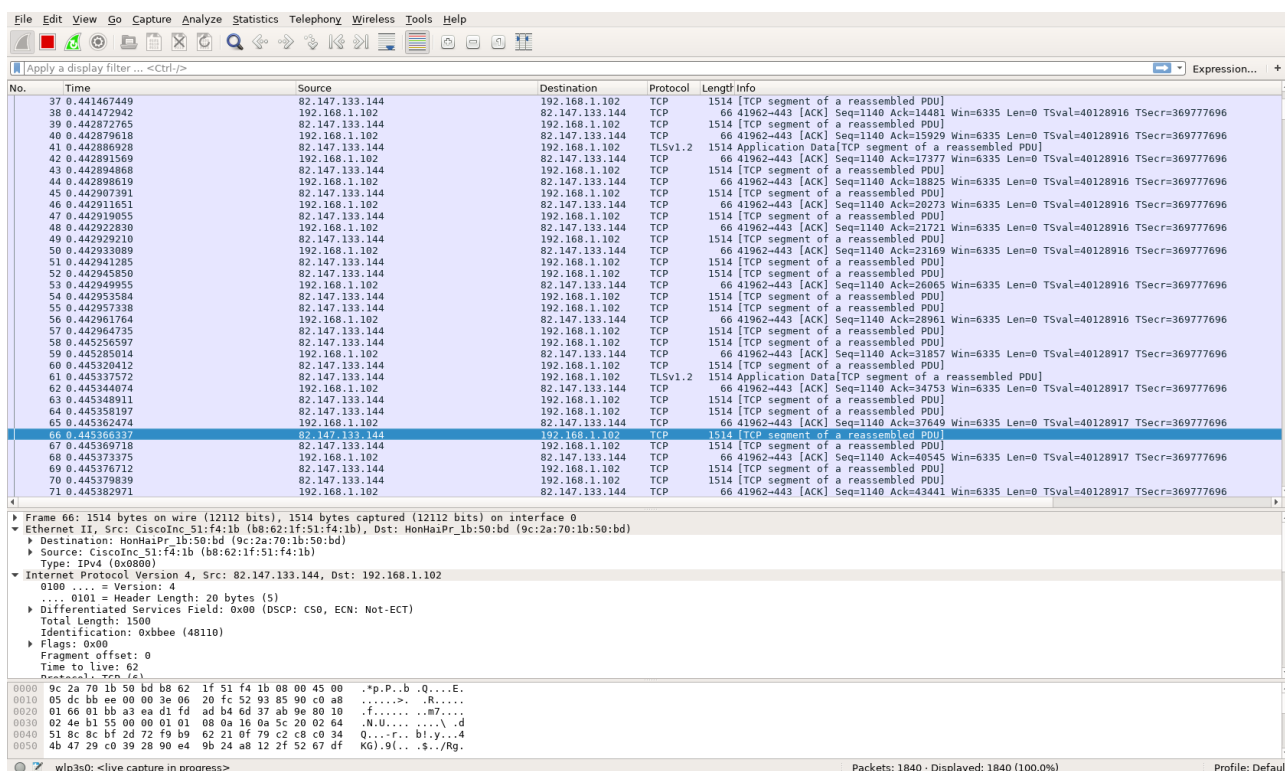 File Edit View Go Capture Analyze Statistics Telephony Wireless Tools Help
Apply a display filter ... <Ctrl-/> Expression... +
No. Time Source Destination Protocol Length Info
37 0.441467449 82.147.133.144 192.168.1.102 TCP 1514 [TCP segment of a reassembled PDU]
38 0.441472942 192.168.1.102 82.147.133.144 TCP 66 41962→443 [ACK] Seq=1140 Ack=14481 Win=6335 Len=0 TSval=40128916 TSecr=369777696
39 0.442872765 82.147.133.144 192.168.1.102 TCP 1514 [TCP segment of a reassembled PDU]
40 0.442879618 192.168.1.102 82.147.133.144 TCP 66 41962→443 [ACK] Seq=1140 Ack=15929 Win=6335 Len=0 TSval=40128916 TSecr=369777696
41 0.442886928 82.147.133.144 192.168.1.102 TLSv1.2 1514 Application Data[TCP segment of a reassembled PDU]
42 0.442891569 192.168.1.102 82.147.133.144 TCP 66 41962→443 [ACK] Seq=1140 Ack=17377 Win=6335 Len=0 TSval=40128916 TSecr=369777696
43 0.442894868 82.147.133.144 192.168.1.102 TCP 1514 [TCP segment of a reassembled PDU]
44 0.442898619 192.168.1.102 82.147.133.144 TCP 66 41962→443 [ACK] Seq=1140 Ack=18825 Win=6335 Len=0 TSval=40128916 TSecr=369777696
45 0.442907391 82.147.133.144 192.168.1.102 TCP 1514 [TCP segment of a reassembled PDU]
46 0.442911651 192.168.1.102 82.147.133.144 TCP 66 41962→443 [ACK] Seq=1140 Ack=20273 Win=6335 Len=0 TSval=40128916 TSecr=369777696
47 0.442919055 82.147.133.144 192.168.1.102 TCP 1514 [TCP segment of a reassembled PDU]
48 0.442922830 192.168.1.102 82.147.133.144 TCP 66 41962→443 [ACK] Seq=1140 Ack=21721 Win=6335 Len=0 TSval=40128916 TSecr=369777696
49 0.442929210 82.147.133.144 192.168.1.102 TCP 1514 [TCP segment of a reassembled PDU]
50 0.442933089 192.168.1.102 82.147.133.144 TCP 66 41962→443 [ACK] Seq=1140 Ack=23169 Win=6335 Len=0 TSval=40128916 TSecr=369777696
51 0.442941285 82.147.133.144 192.168.1.102 TCP 1514 [TCP segment of a reassembled PDU]
52 0.442945850 82.147.133.144 192.168.1.102 TCP 1514 [TCP segment of a reassembled PDU]
53 0.442949955 192.168.1.102 82.147.133.144 TCP 66 41962→443 [ACK] Seq=1140 Ack=26065 Win=6335 Len=0 TSval=40128916 TSecr=369777696
54 0.442953584 82.147.133.144 192.168.1.102 TCP 1514 [TCP segment of a reassembled PDU]
55 0.442957338 82.147.133.144 192.168.1.102 TCP 1514 [TCP segment of a reassembled PDU]
56 0.442961764 192.168.1.102 82.147.133.144 TCP 66 41962→443 [ACK] Seq=1140 Ack=28961 Win=6335 Len=0 TSval=40128916 TSecr=369777696
57 0.442964735 82.147.133.144 192.168.1.102 TCP 1514 [TCP segment of a reassembled PDU]
58 0.445256597 82.147.133.144 192.168.1.102 TCP 1514 [TCP segment of a reassembled PDU]
59 0.445285014 192.168.1.102 82.147.133.144 TCP 66 41962→443 [ACK] Seq=1140 Ack=31857 Win=6335 Len=0 TSval=40128917 TSecr=369777696
60 0.445320412 82.147.133.144 192.168.1.102 TCP 1514 [TCP segment of a reassembled PDU]
61 0.445337572 82.147.133.144 192.168.1.102 TLSv1.2 1514 Application Data[TCP segment of a reassembled PDU]
62 0.445344074 192.168.1.102 82.147.133.144 TCP 66 41962→443 [ACK] Seq=1140 Ack=34753 Win=6335 Len=0 TSval=40128917 TSecr=369777696
63 0.445348911 82.147.133.144 192.168.1.102 TCP 1514 [TCP segment of a reassembled PDU]
64 0.445358197 82.147.133.144 192.168.1.102 TCP 1514 [TCP segment of a reassembled PDU]
65 0.445362474 192.168.1.102 82.147.133.144 TCP 66 41962→443 [ACK] Seq=1140 Ack=37649 Win=6335 Len=0 TSval=40128917 TSecr=369777696
66 0.445366337 82.147.133.144 192.168.1.102 TCP 1514 [TCP segment of a reassembled PDU]
67 0.445369718 82.147.133.144 192.168.1.102 TCP 1514 [TCP segment of a reassembled PDU]
68 0.445373375 192.168.1.102 82.147.133.144 TCP 66 41962→443 [ACK] Seq=1140 Ack=40545 Win=6335 Len=0 TSval=40128917 TSecr=369777696
69 0.445376712 82.147.133.144 192.168.1.102 TCP 1514 [TCP segment of a reassembled PDU]
70 0.445379839 82.147.133.144 192.168.1.102 TCP 1514 [TCP segment of a reassembled PDU]
71 0.445382971 192.168.1.102 82.147.133.144 TCP 66 41962→443 [ACK] Seq=1140 Ack=43441 Win=6335 Len=0 TSval=40128917 TSecr=369777696
Frame 66: 1514 bytes on wire (12112 bits), 1514 bytes captured (12112 bits) on interface 0
Ethernet II, Src: CiscoInc_51:f4:1b (b8:62:1f:51:f4:1b), Dst: HonHaiPr_1b:50:bd (9c:2a:70:1b:50:bd)
Destination: HonHaiPr_1b:50:bd (9c:2a:70:1b:50:bd)
Source: CiscoInc_51:f4:1b (b8:62:1f:51:f4:1b)
Type: IPv4 (0x0800)
Internet Protocol Version 4, Src: 82.147.133.144, Dst: 192.168.1.102
0100 .... = Version: 4
.... 0101 = Header Length: 20 bytes (5)
Differentiated Services Field: 0x00 (DSCP: CS0, ECN: Not-ECT)
Total Length: 1500
Identification: 0xbbee (48110)
Flags: 0x00
Fragment offset: 0
Time to live: 62
Protocol: TCP (6)
0000 9c 2a 70 1b 50 bd b8 62 1f 51 f4 1b 08 00 45 00 .*p.P..b .Q....E.
0010 05 dc bb ee 00 00 3e 06 20 fc 52 93 85 90 c0 a8 ......>. .R.....
0020 01 66 01 bb a3 ea d1 fd ad b4 6d 37 ab 9e 80 10 .f...... ..m7....
0030 02 4e b1 55 00 00 01 01 08 0a 16 0a 5c 20 02 64 .N.U.... ....\ .d
0040 51 8c 8c bf 2d 72 f9 b9 62 21 0f 79 c2 c8 c0 34 Q...-r.. b!.y...4
0050 4b 47 29 c0 39 28 90 e4 9b 24 a8 12 2f 52 67 df KG).9(.. .$../Rg.
wlp3s0: <live capture in progress> Packets: 1840 · Displayed: 1840 (100.0%) Profile: Defaul